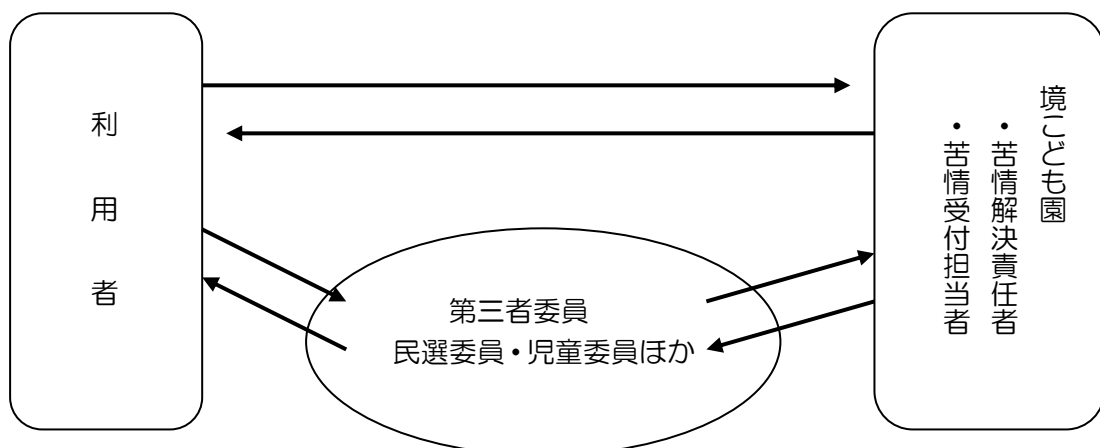 利用者
第三者委員
民選委員・児童委員ほか
境こども園
・苦情解決責任者
・苦情受付担当者